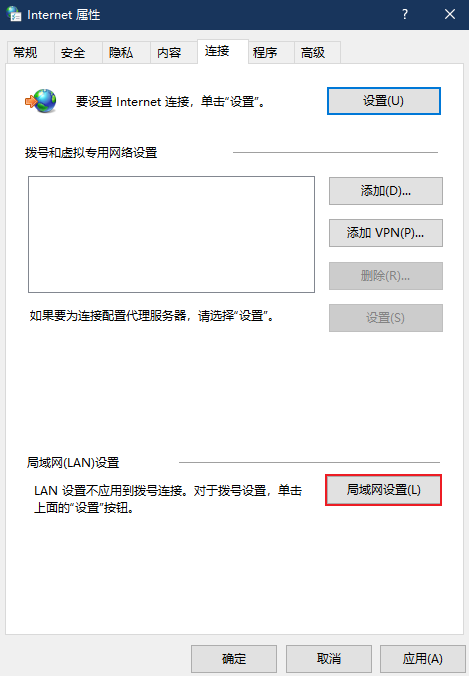 Internet 属性
?
常规 安全 隐私 内容 连接 程序 高级
要设置 Internet 连接，单击“设置”。
设置(U)
拨号和虚拟专用网络设置
添加(D)...
添加 VPN(P)...
删除(R)...
如果要为连接配置代理服务器，请选择“设置”。
设置(S)
局域网(LAN)设置
LAN 设置不应用到拨号连接。对于拨号设置，单击
上面的“设置”按钮。
局域网设置(L)
确定 取消 应用(A)